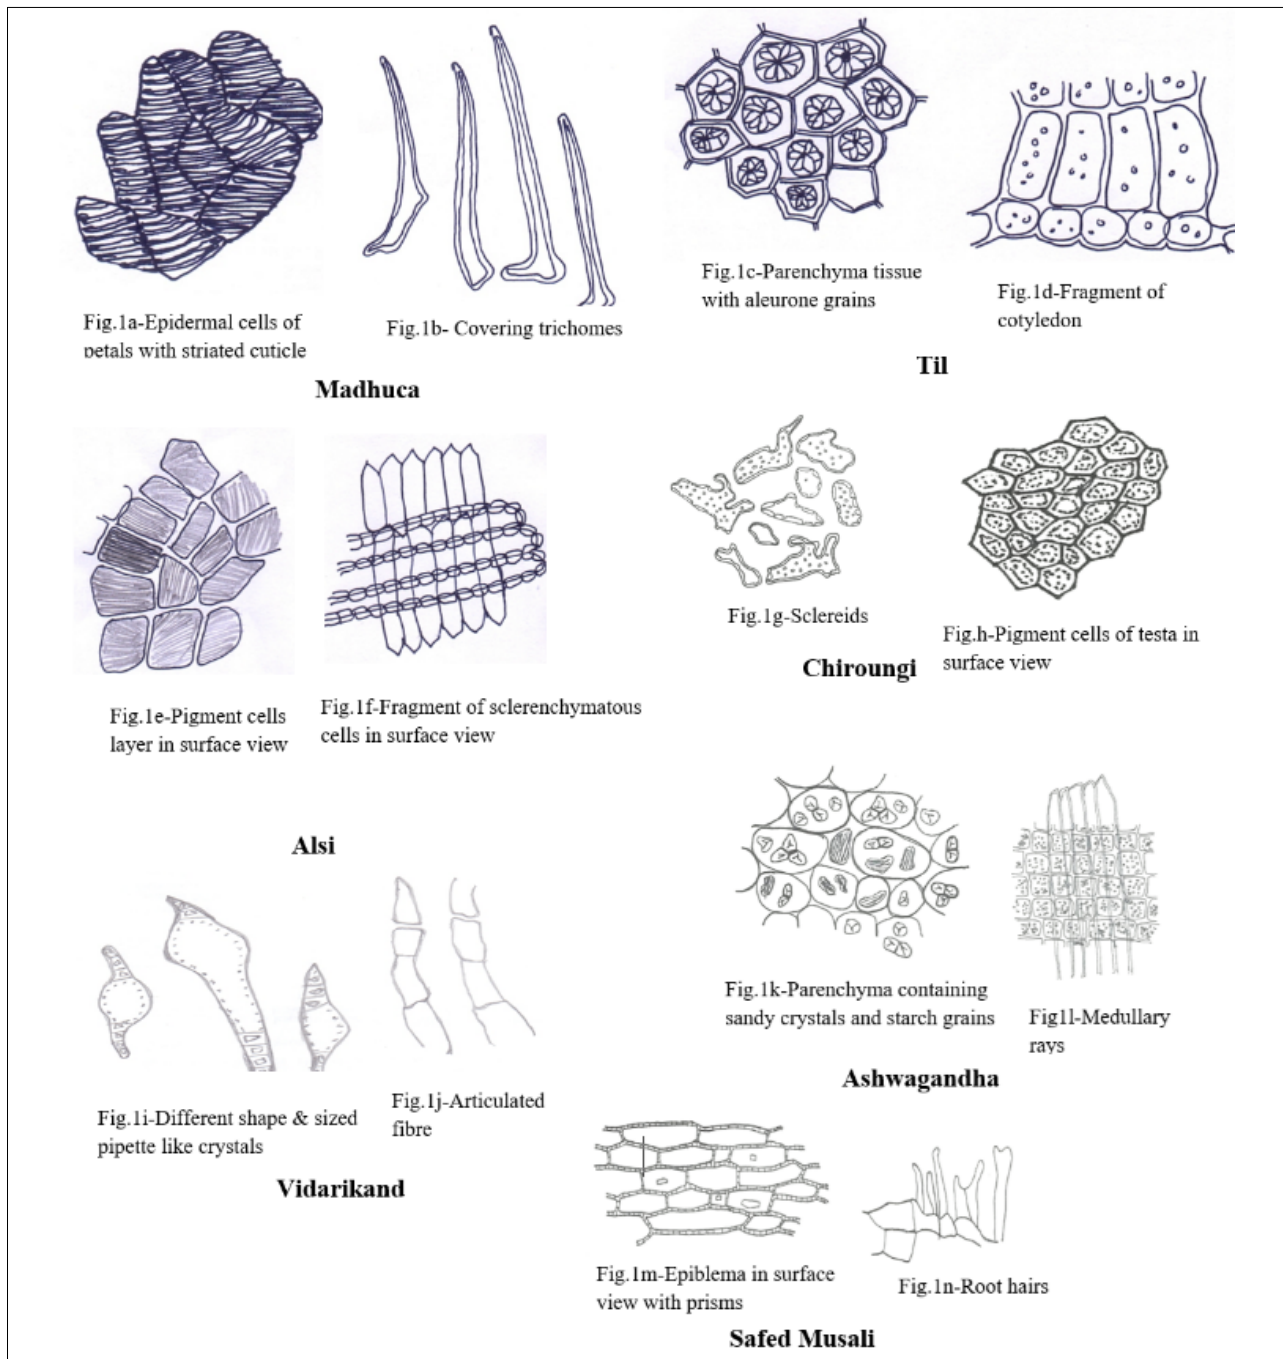 Fig.1a-Epidermal cells of
petals with striated cuticle
Fig.1b- Covering trichomes
Madhuca
Fig.1c-Parenchyma tissue
with aleurone grains
Fig.1d-Fragment of
cotyledon
Til
Fig.1e-Pigment cells
layer in surface view
Fig.1f-Fragment of sclerenchymatous
cells in surface view
Alsi
Fig.1g-Sclereids
Fig.h-Pigment cells of testa in
surface view
Chiroungi
Fig.1i-Different shape & sized
pipette like crystals
Fig.1j-Articulated
fibre
Vidarikand
Fig.1k-Parenchyma containing
sandy crystals and starch grains
Fig1l-Medullary
rays
Ashwagandha
Fig.1m-Epiblema in surface
view with prisms
Fig.1n-Root hairs
Safed Musali